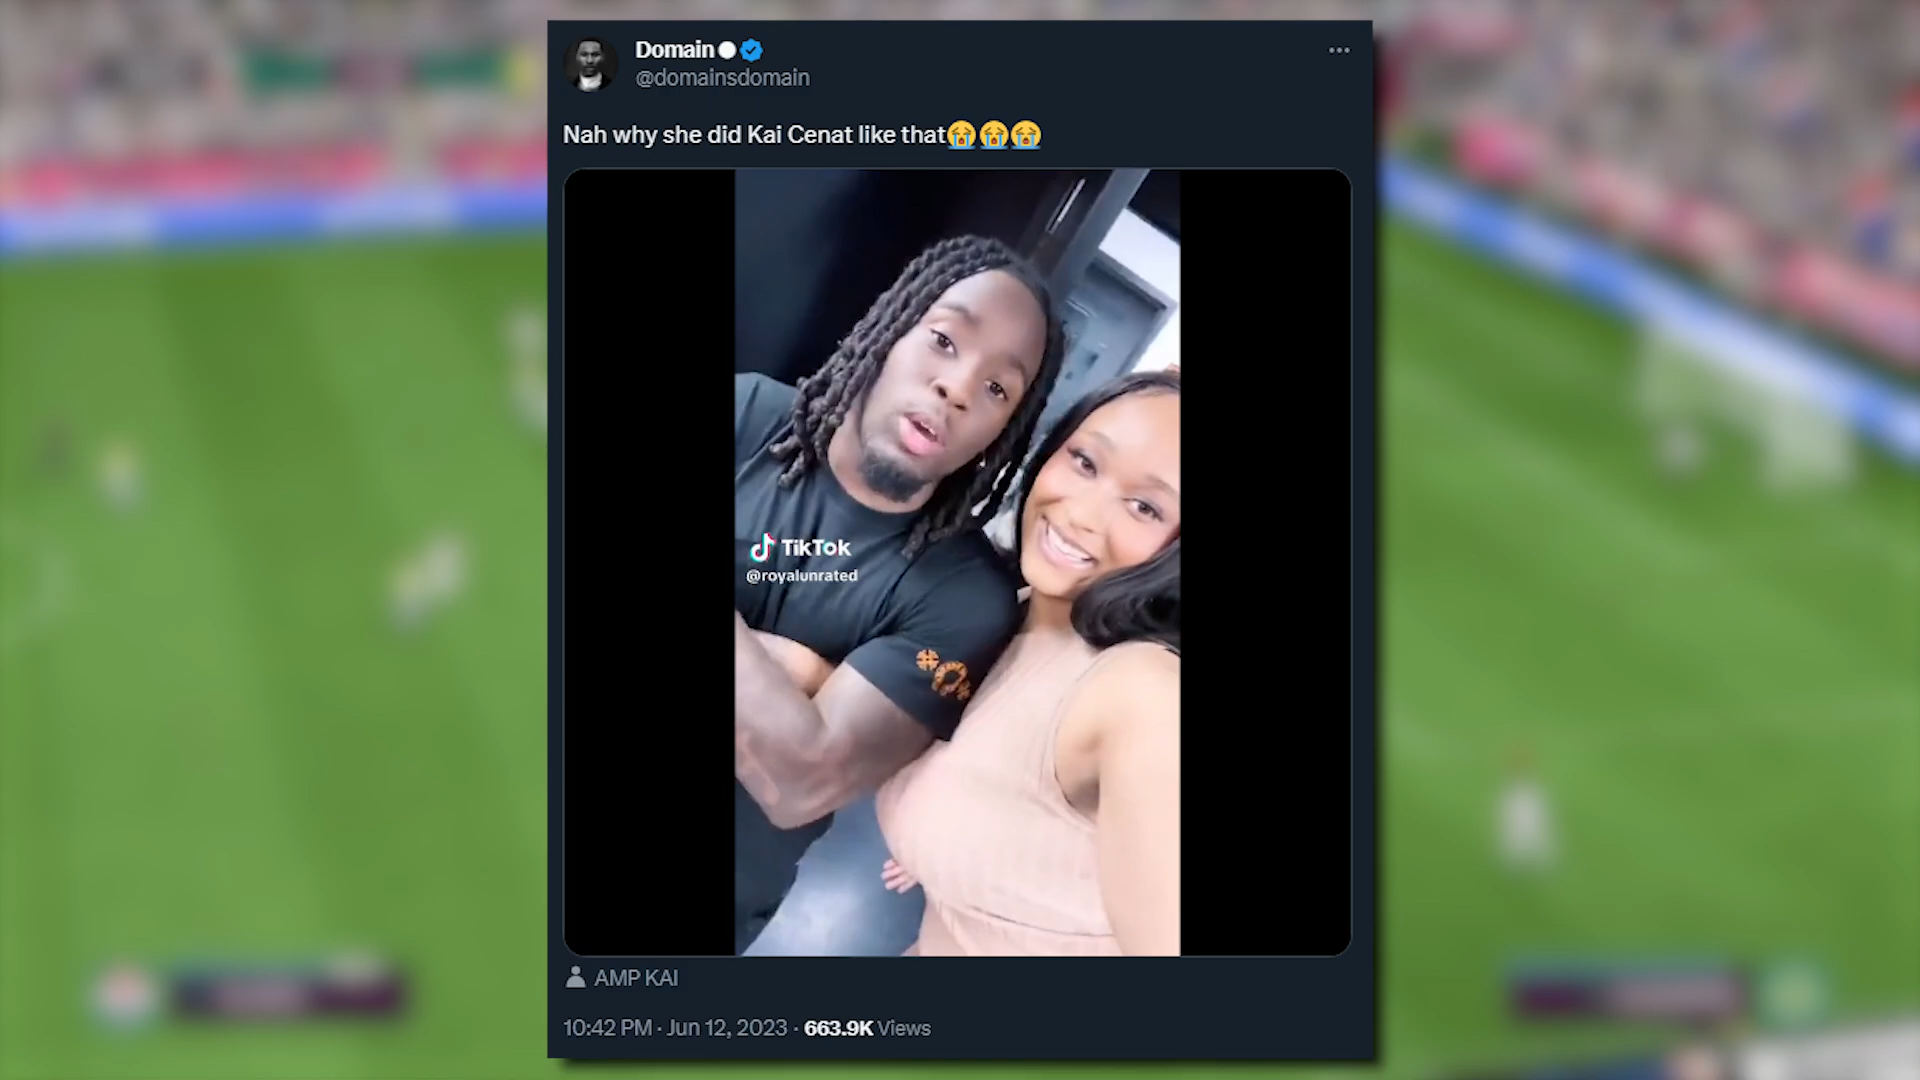 Domain
@domainsdomain
Nah why she did Kai Cenat like that😭😭😭
TikTok
@royalunrated
AMP KAI
10:42 PM · Jun 12, 2023 · 663.9K Views